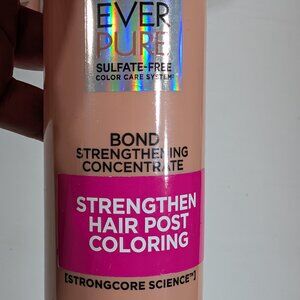 EVER
PURE
SULFATE-FREE
COLOR CARE SYSTEM
BOND
STRENGTHENING
CONCENTRATE
STRENGTHEN
HAIR POST
COLORING
[STRONGCORE SCIENCE™]